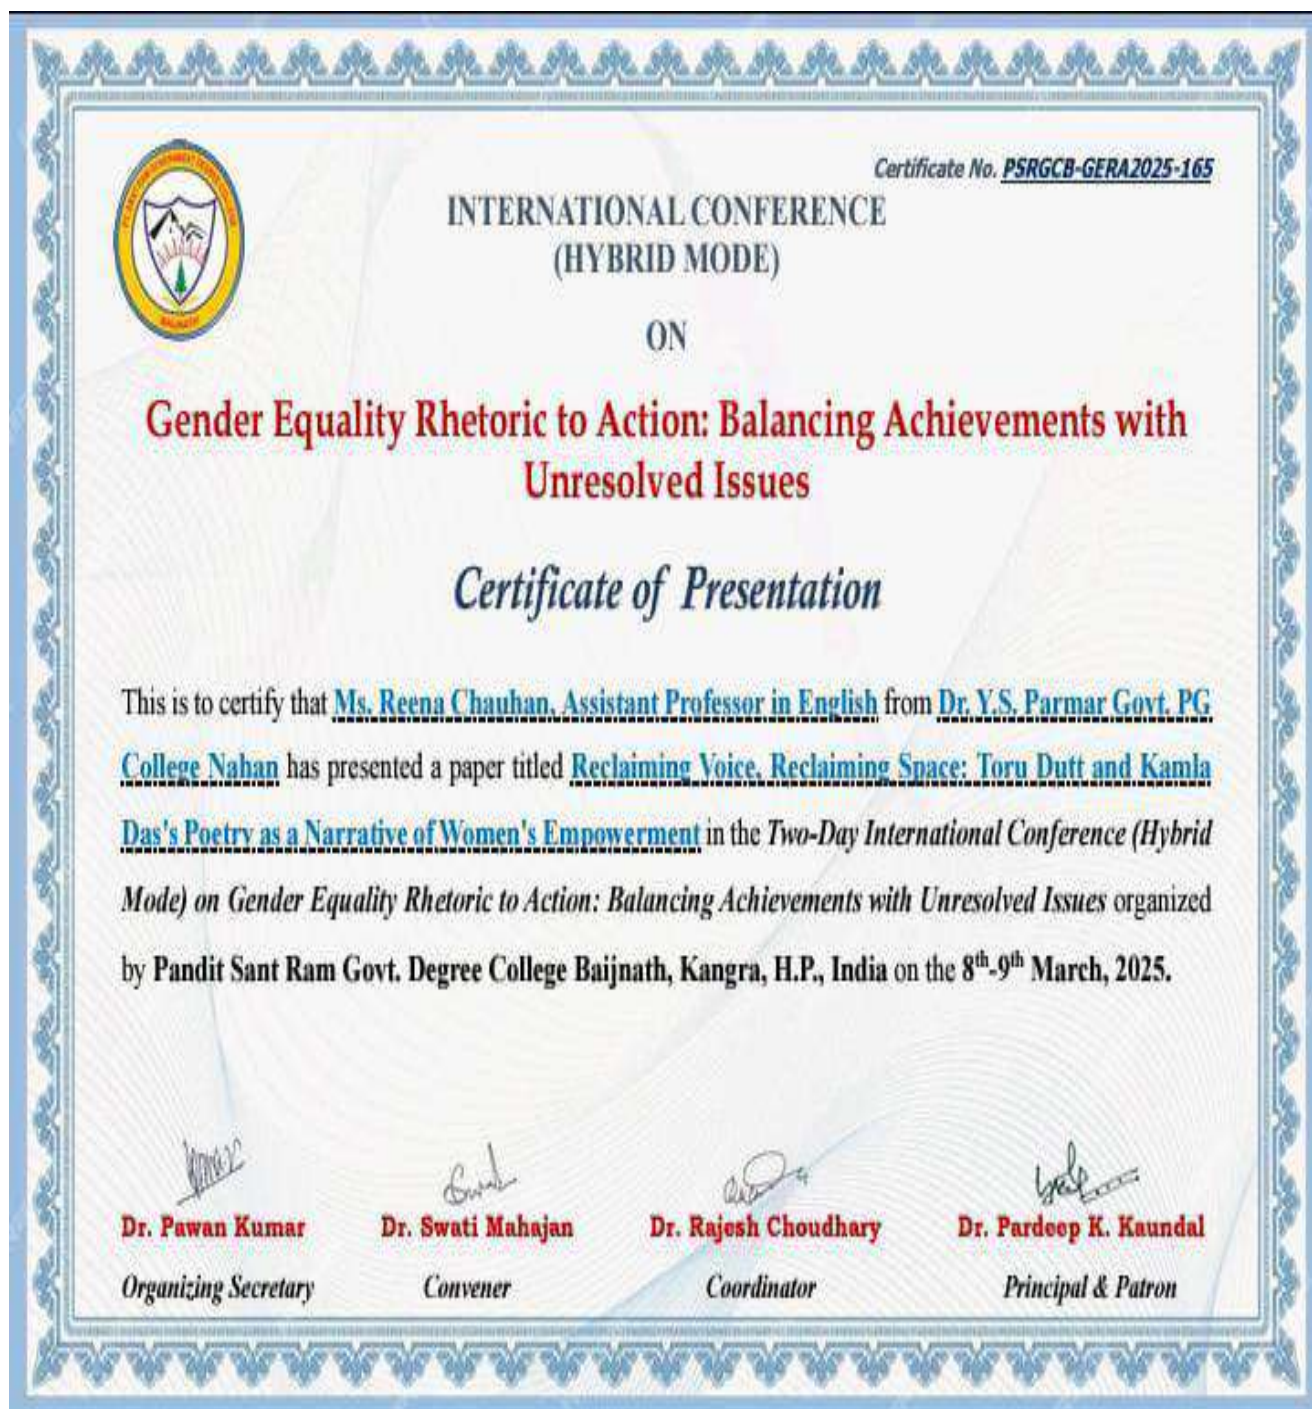 Certificate No. PSRGCB-GERA2025-165
INTERNATIONAL CONFERENCE
(HYBRID MODE)
ON
Gender Equality Rhetoric to Action: Balancing Achievements with
Unresolved Issues
Certificate of Presentation
This is to certify that Ms. Reena Chauhan, Assistant Professor in English from Dr. Y.S. Parmar Govt. PG
College Nahan has presented a paper titled Reclaiming Voice, Reclaiming Space: Toru Dutt and Kamla
Das's Poetry as a Narrative of Women's Empowerment in the Two-Day International Conference (Hybrid
Mode) on Gender Equality Rhetoric to Action: Balancing Achievements with Unresolved Issues organized
by Pandit Sant Ram Govt. Degree College Baijnath, Kangra, H.P., India on the 8th-9th March, 2025.
Dr. Pawan Kumar Dr. Swati Mahajan Dr. Rajesh Choudhary Dr. Pardeep K. Kaundal
Organizing Secretary Convener Coordinator Principal & Patron